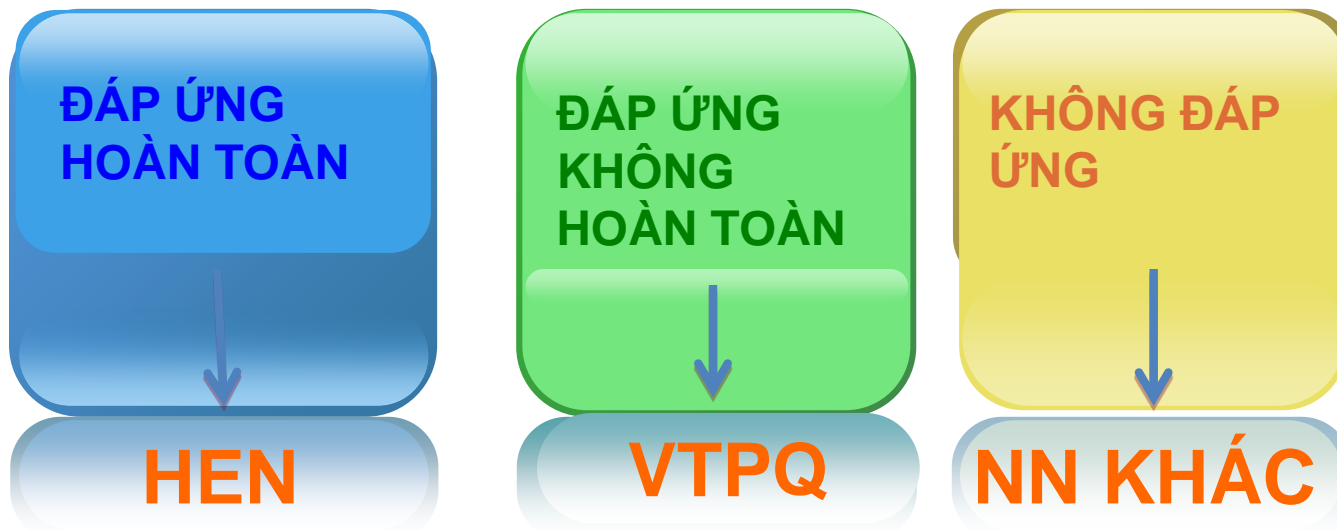 ĐÁP ỨNG
HOÀN TOÀN
ĐÁP ỨNG
KHÔNG
HOÀN TOÀN
KHÔNG ĐÁP
ỨNG
HEN
VTPQ
NN KHÁC